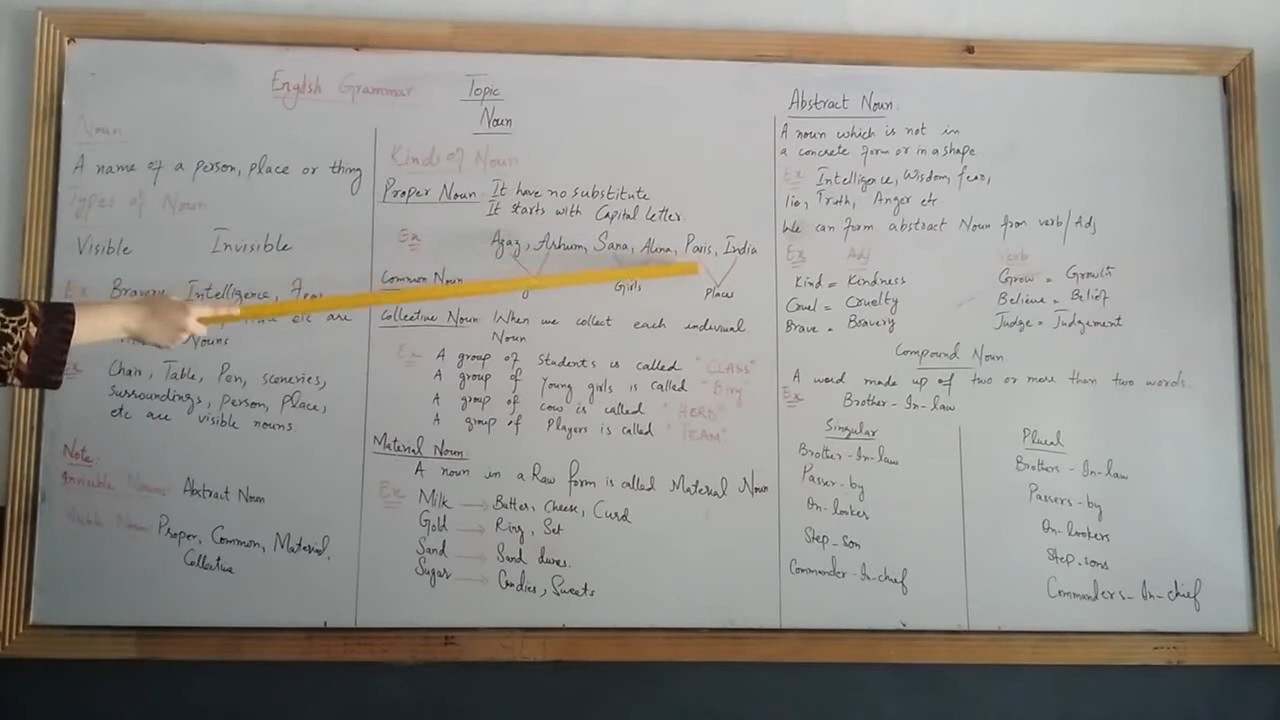 English Grammar
Topic
Noun
Noun
A name of a person, place or thing
Types of Noun
Visible Invisible
Ex Bravery, Intelligence, Fear
etc are
Nouns
Ex Chair, Table, Pen, sceneries,
surroundings, person, place,
etc are visible nouns.
Note:
Invisible Nouns Abstract Noun
Visible Noun: Proper, Common, Material,
Collective
Kinds of Noun
Proper Noun: It have no substitute
It starts with Capital letter.
Ex Azaz, Arhum, Sana, Alina, Paris, India
Common Noun Girls Places
Collective Noun: When we collect each indiviual
Noun
Ex A group of students is called "CLASS"
A group of young girls is called "Bevy"
A group of cow is called "HERD"
A group of players is called "TEAM"
Material Noun
A noun in a Raw form is called Material Noun
Ex Milk → Butter, Cheese, Curd
Gold → Ring, Set
Sand → Sand dunes.
Sugar → Candies, Sweets
Abstract Noun.
A noun which is not in
a concrete form or in a shape
Ex Intelligence, Wisdom, fear,
lie, Truth, Anger etc
We can form abstract Noun from verb/Adj
Ex Adj Verb
Kind = Kindness Grow = Growth
Cruel = Cruelty Believe = Belief
Brave = Bravery Judge = Judgement
Compound Noun
A word made up of two or more than two words.
Ex Brother-In-law
Singular Plural
Brother-In-law Brothers-In-law
Passer-by Passers-by
On-looker On-lookers
Step-son Step-sons
Commander-In-chief Commanders-In-chief